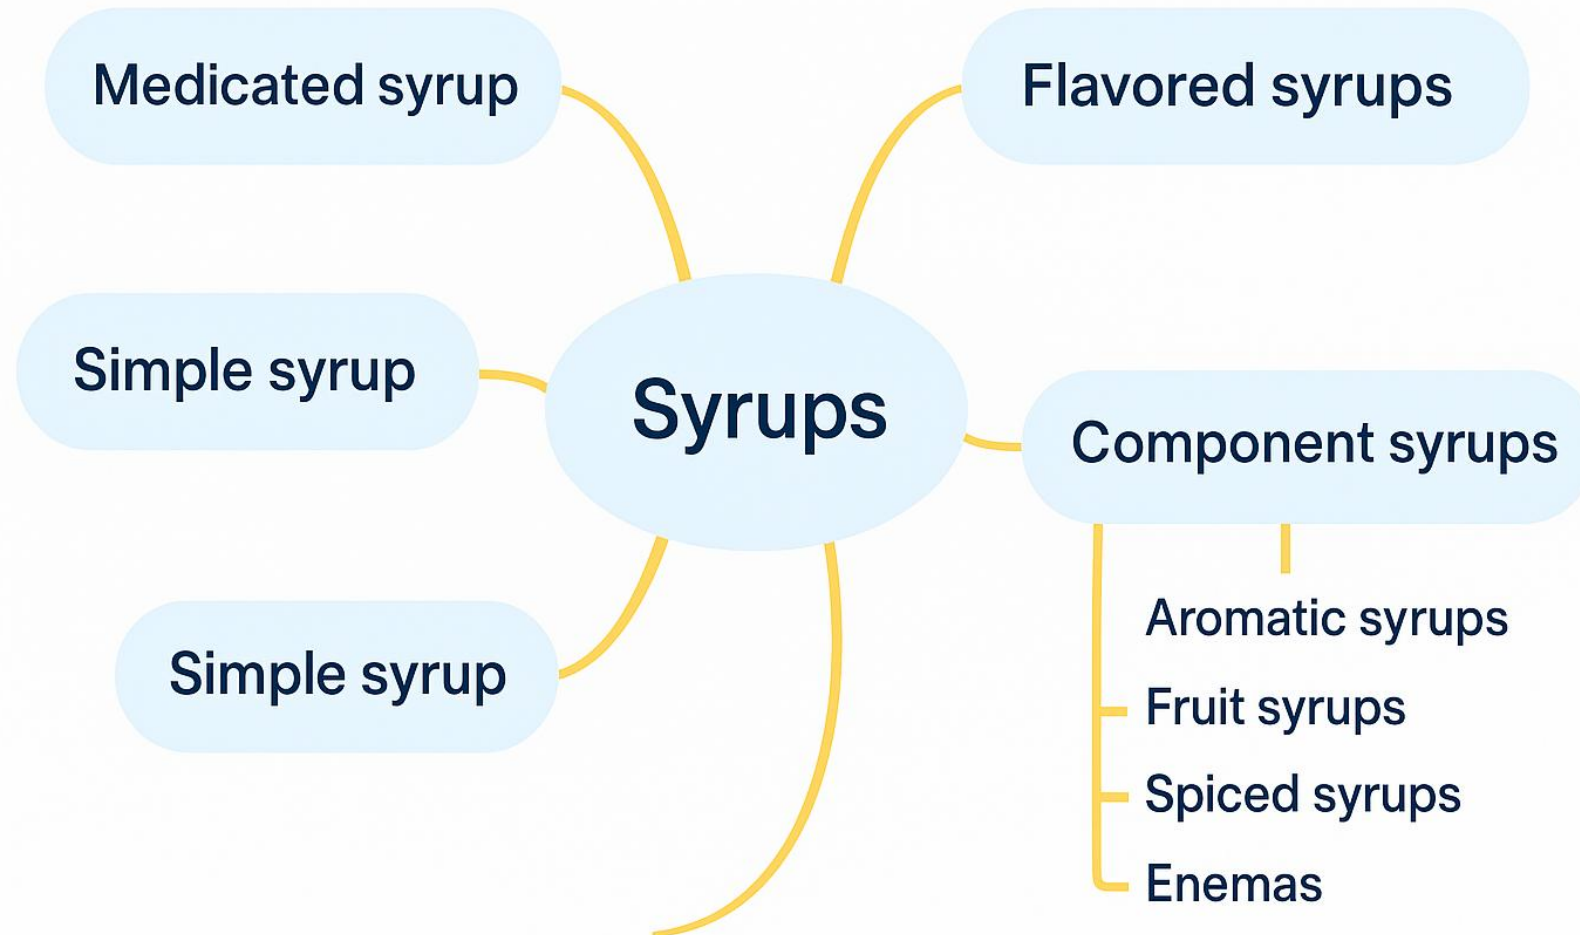 Medicated syrup
Flavored syrups
Simple syrup
Syrups
Component syrups
Simple syrup
Aromatic syrups
Fruit syrups
Spiced syrups
Enemas